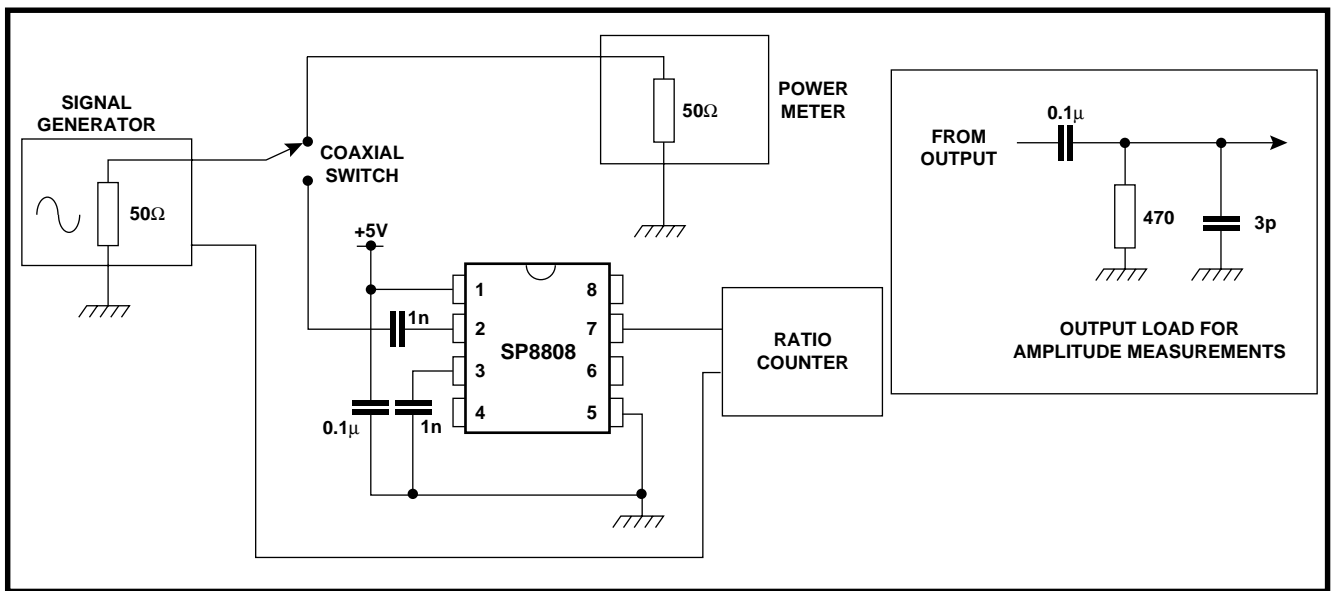 SIGNAL
GENERATOR
50Ω
COAXIAL
SWITCH
50Ω
POWER
METER
+5V
1n
0.1μ
1n
1
2
3
4
SP8808
8
7
6
5
RATIO
COUNTER
FROM
OUTPUT
0.1μ
470
3p
OUTPUT LOAD FOR
AMPLITUDE MEASUREMENTS